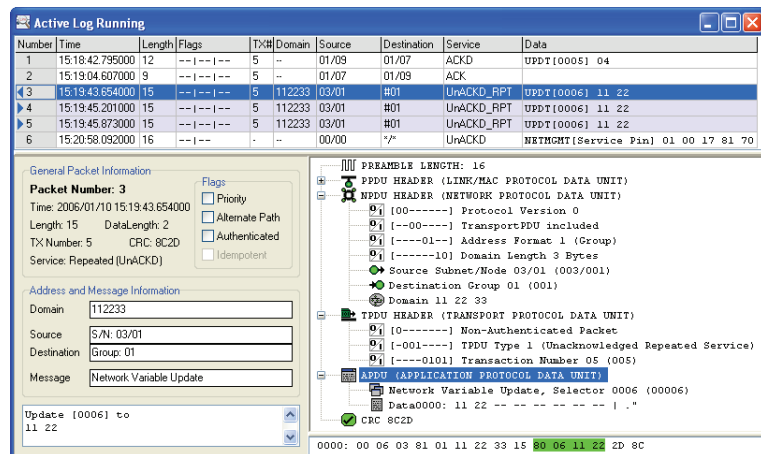 Active Log Running
Number Time Length Flags TX# Domain Source Destination Service Data
1 15:18:42.795000 12 --|--|-- 5 -- 01/09 01/07 ACKD UPDT[0005] 04
2 15:19:04.607000 9 --|--|-- 5 -- 01/07 01/09 ACK
3 15:19:43.654000 15 --|--|-- 5 112233 03/01 #01 UnACKD_RPT UPDT[0006] 11 22
4 15:19:45.201000 15 --|--|-- 5 112233 03/01 #01 UnACKD_RPT UPDT[0006] 11 22
5 15:19:45.873000 15 --|--|-- 5 112233 03/01 #01 UnACKD_RPT UPDT[0006] 11 22
6 15:20:58.092000 16 --|-- - -- 00/00 */* UnACKD NETMGMT[Service Pin] 01 00 17 81 70
General Packet Information
Packet Number: 3
Time: 2006/01/10 15:19:43.654000
Length: 15 DataLength: 2
TX Number: 5 CRC: 8C2D
Service: Repeated (UnACKD)
Flags
Priority
Alternate Path
Authenticated
Idempotent
Address and Message Information
Domain 112233
Source S/N: 03/01
Destination Group: 01
Message Network Variable Update
Update [0006] to
11 22
PREAMBLE LENGTH: 16
PPDU HEADER (LINK/MAC PROTOCOL DATA UNIT)
NPDU HEADER (NETWORK PROTOCOL DATA UNIT)
[00------] Protocol Version 0
[--00----] TransportPDU included
[----01--] Address Format 1 (Group)
[------10] Domain Length 3 Bytes
Source Subnet/Node 03/01 (003/001)
Destination Group 01 (001)
Domain 11 22 33
TPDU HEADER (TRANSPORT PROTOCOL DATA UNIT)
[0-------] Non-Authenticated Packet
[-001----] TPDU Type 1 (Unacknowledged Repeated Service)
[----0101] Transaction Number 05 (005)
APDU (APPLICATION PROTOCOL DATA UNIT)
Network Variable Update, Selector 0006 (00006)
Data0000: 11 22 -- -- -- -- -- -- | ."
CRC 8C2D
0000: 00 06 03 81 01 11 22 33 15 80 06 11 22 2D 8C